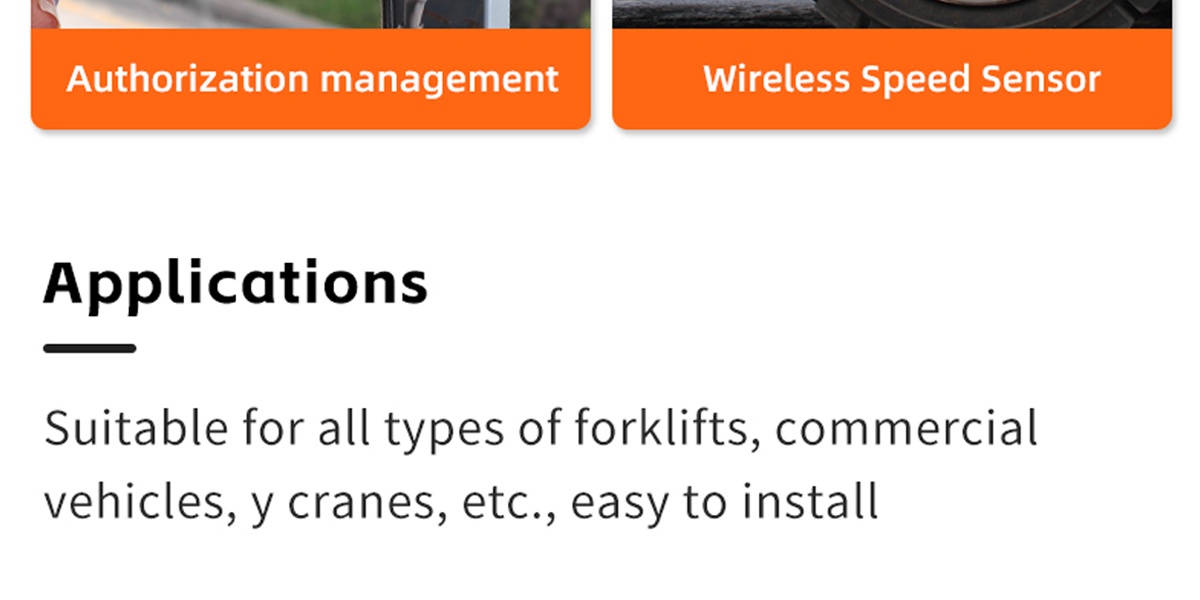 Authorization management
Wireless Speed Sensor
Applications
Suitable for all types of forklifts, commercial
vehicles, y cranes, etc., easy to install